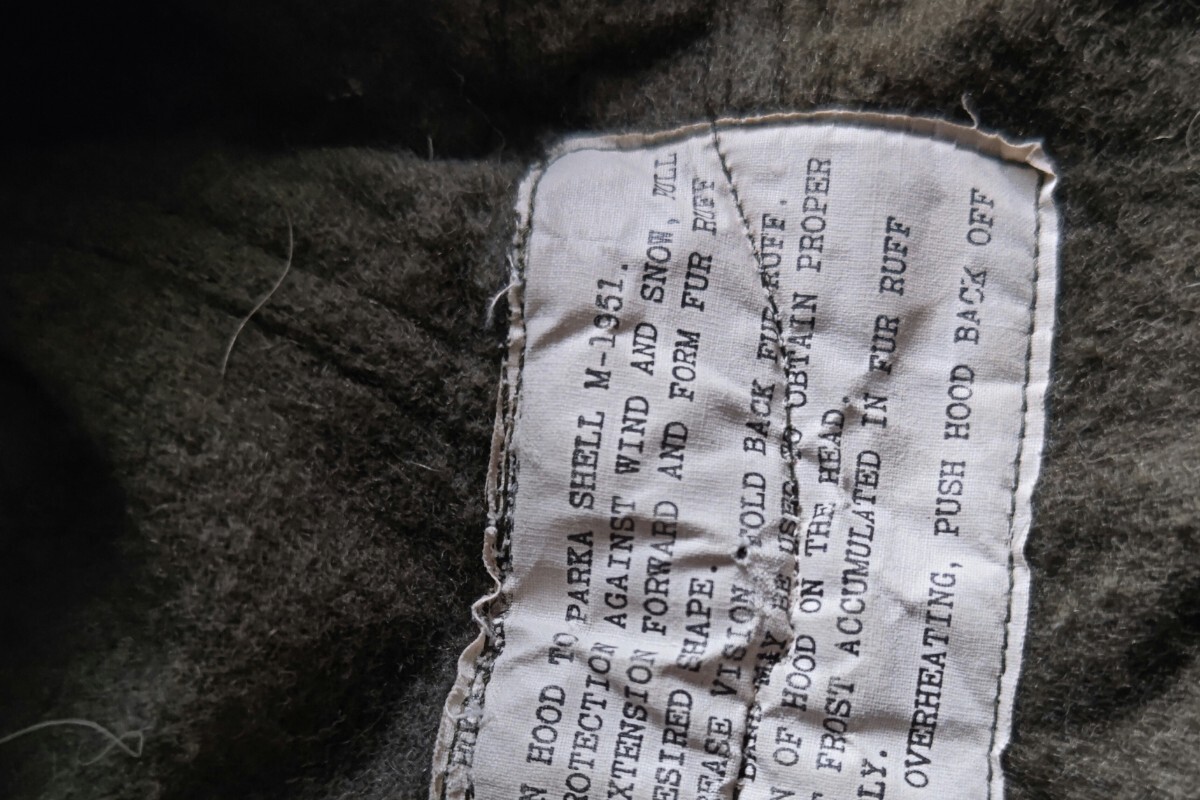 HOOD TO PARKA SHELL M-1951.
ROTECTION AGAINST WIND AND SNOW,
XTENSION FORWARD AND FORM FUR RUFF
ESIRED SHAPE.
EASE VISION FOLD BACK FUR RUFF.
MAY BE USED TO OBTAIN PROPER
N OF HOOD ON THE HEAD.
FROST ACCUMULATED IN FUR RUFF
LY.
OVERHEATING, PUSH HOOD BACK OFF